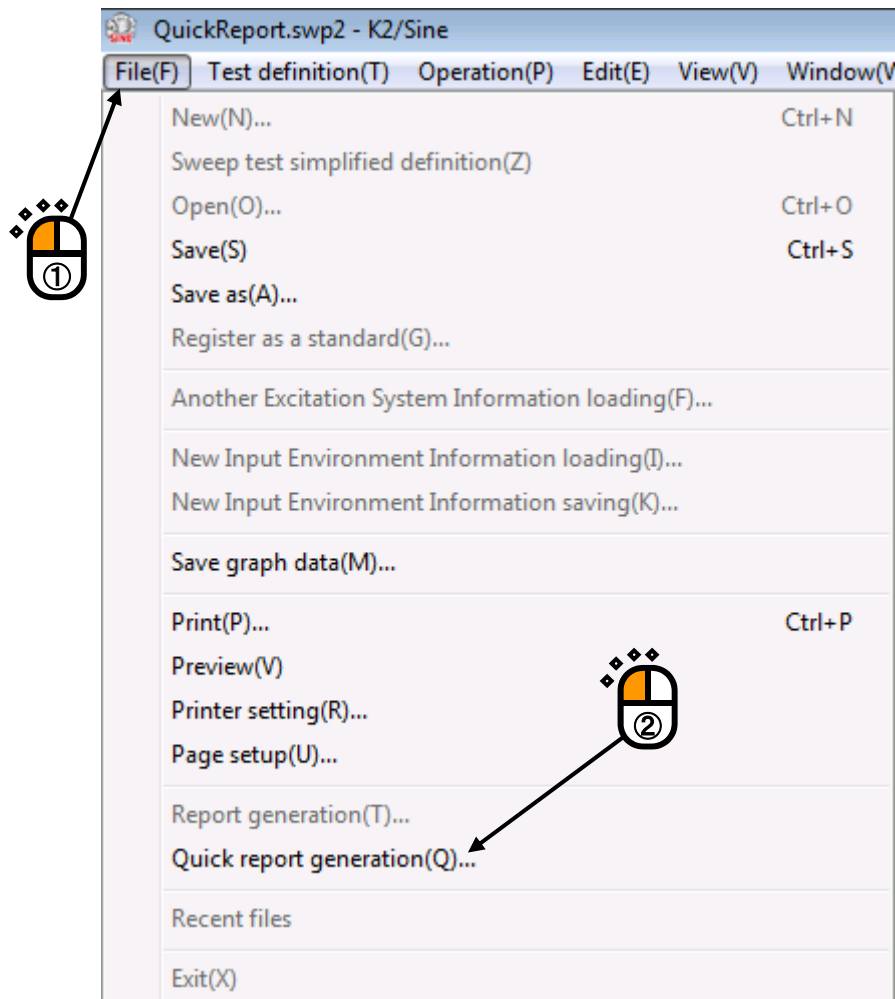 QuickReport.swp2 - K2/Sine
File(F) Test definition(T) Operation(P) Edit(E) View(V) Window(
New(N)... Ctrl+N
Sweep test simplified definition(Z)
Open(O)... Ctrl+O
Save(S) Ctrl+S
Save as(A)...
Register as a standard(G)...
Another Excitation System Information loading(F)...
New Input Environment Information loading(I)...
New Input Environment Information saving(K)...
Save graph data(M)...
Print(P)... Ctrl+P
Preview(V)
Printer setting(R)...
Page setup(U)...
Report generation(T)...
Quick report generation(Q)...
Recent files
Exit(X)
①
②